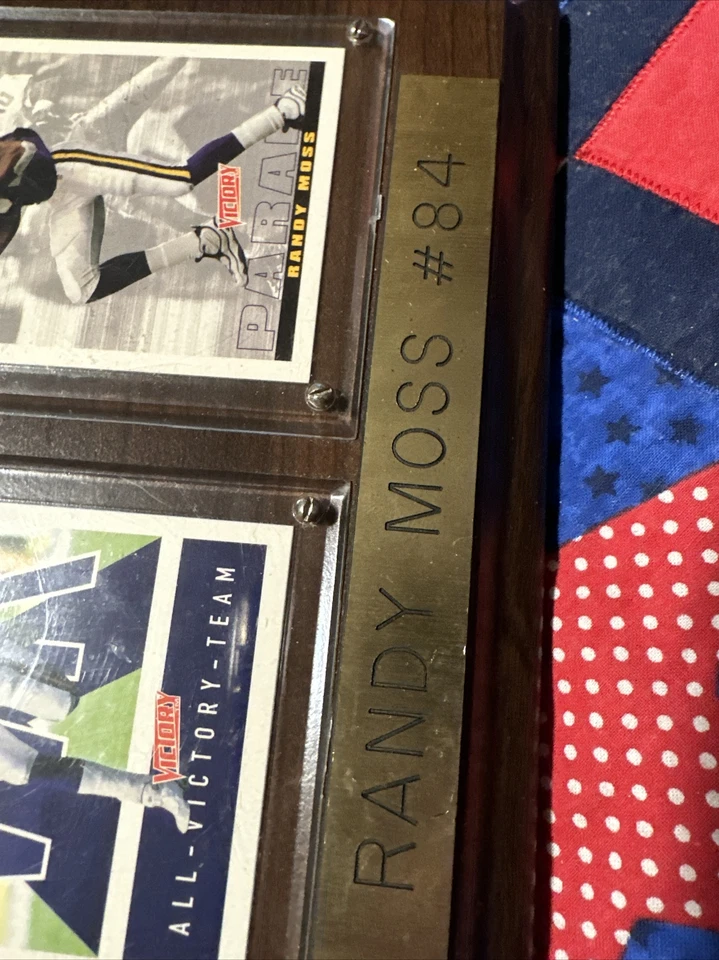 PARADE
RANDY MOSS
VICTORY
RANDY MOSS #84
VICTORY
ALL-VICTORY-TEAM